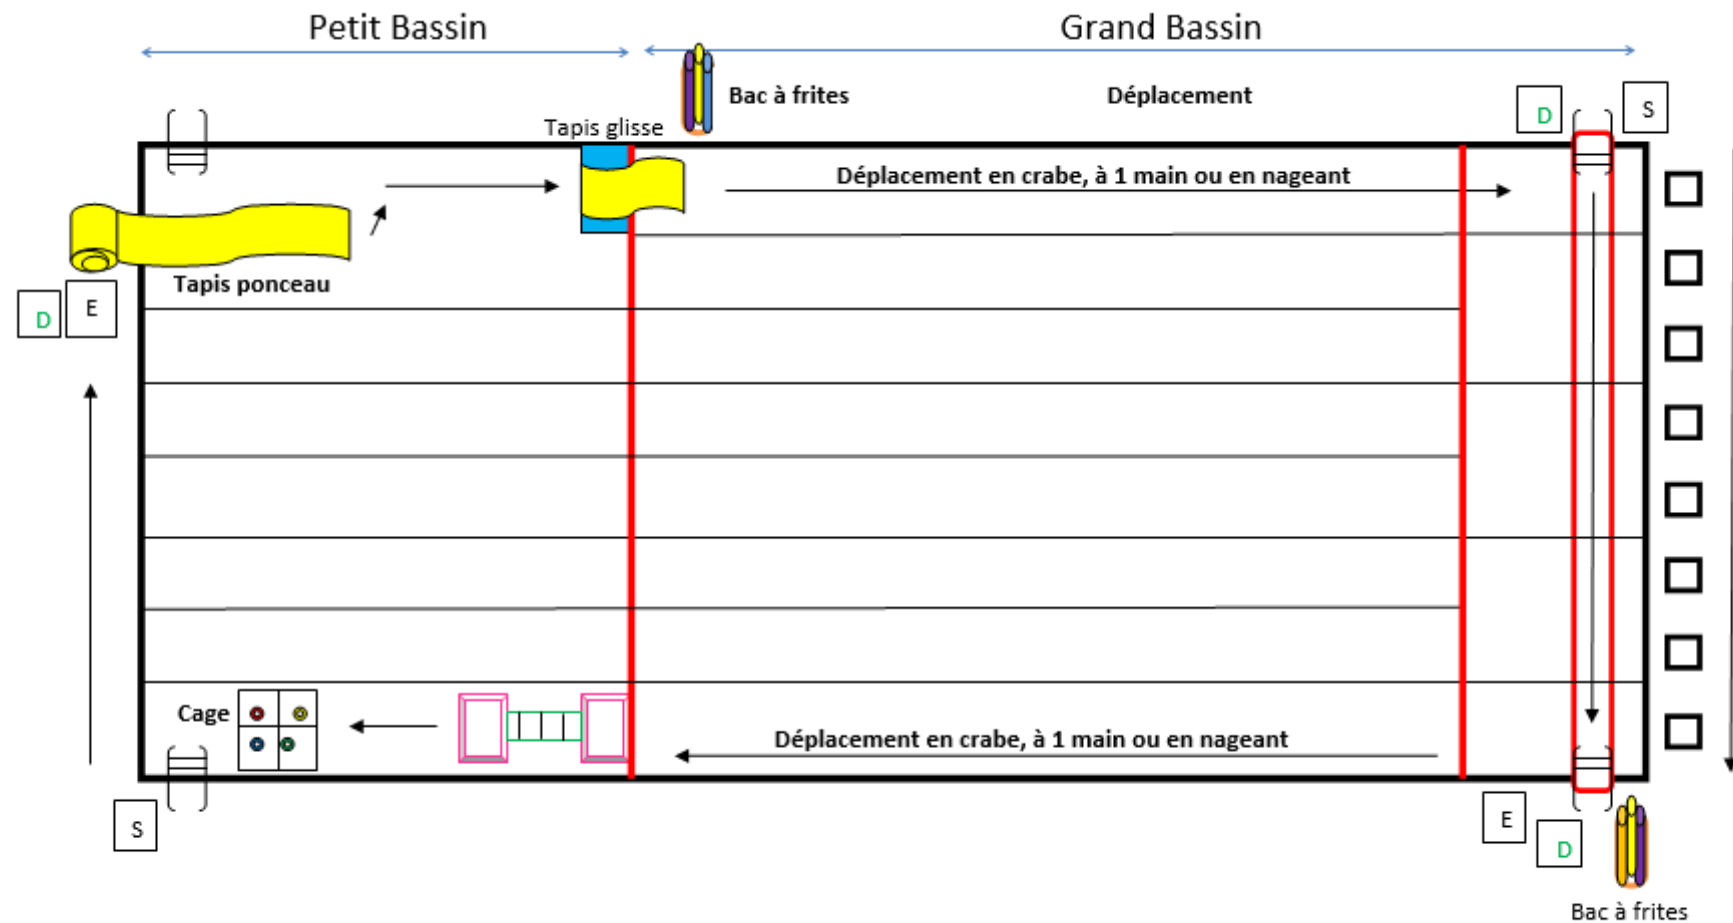 Petit Bassin
Grand Bassin
Bac à frites
Déplacement
D
S
Tapis glisse
Déplacement en crabe, à 1 main ou en nageant
Tapis ponceau
D
E
Cage
Déplacement en crabe, à 1 main ou en nageant
S
E
D
Bac à frites